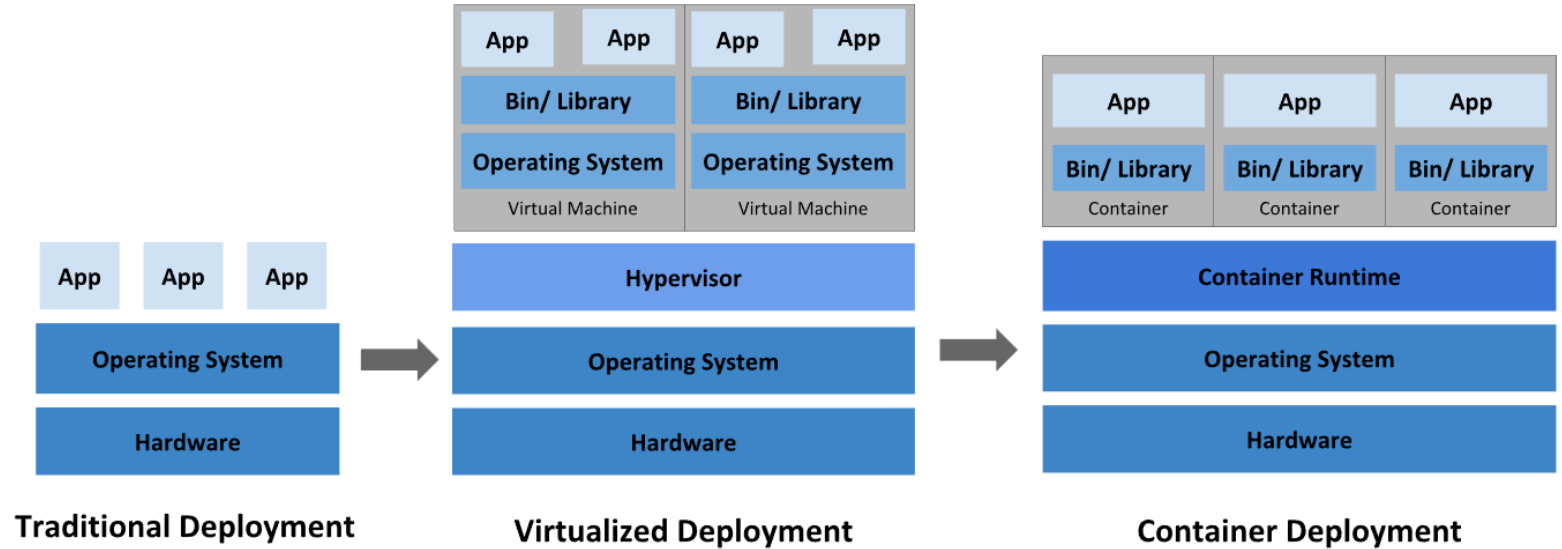 App
App
App
Operating System
Hardware
Traditional Deployment
App
App
App
App
Bin/ Library
Bin/ Library
Operating System
Operating System
Virtual Machine
Virtual Machine
Hypervisor
Operating System
Hardware
Virtualized Deployment
App
App
App
Bin/ Library
Bin/ Library
Bin/ Library
Container
Container
Container
Container Runtime
Operating System
Hardware
Container Deployment